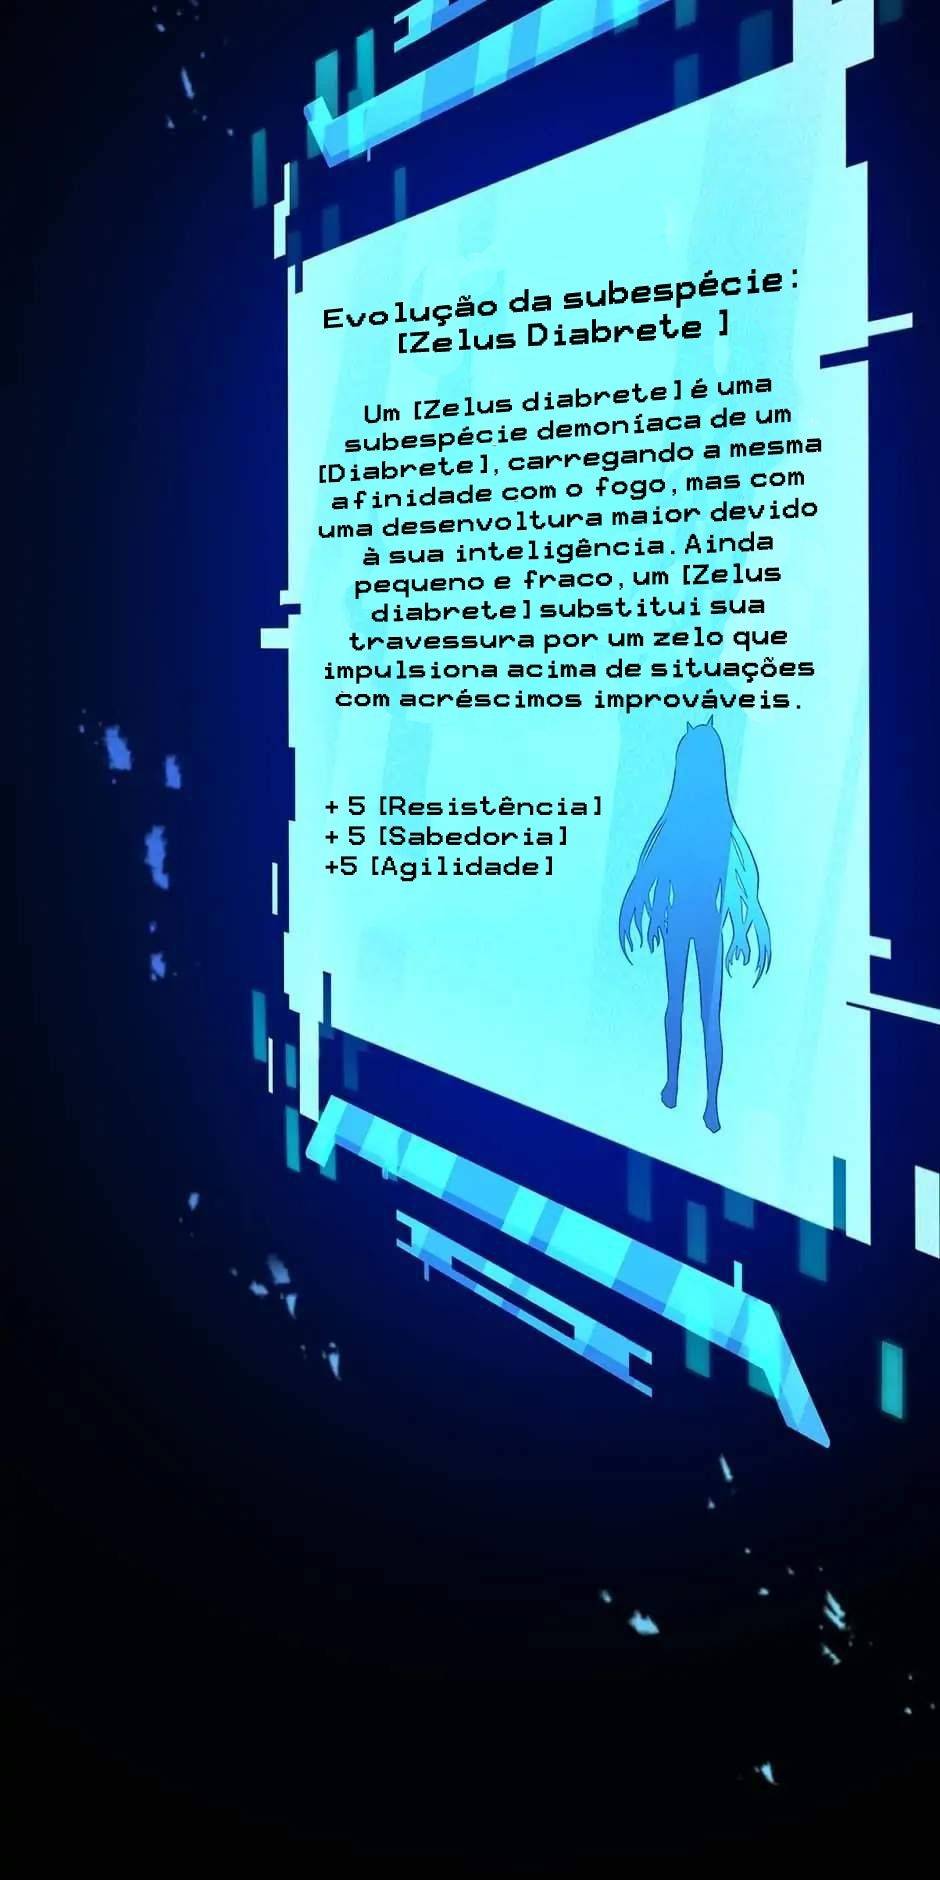 Evolução da subespécie:
[Zelus Diabrete ]
Um [Zelus diabrete] é uma
subespécie demoníaca de um
[Diabrete], carregando a mesma
afinidade com o fogo, mas com
uma desenvoltura maior devido
à sua inteligência. Ainda
pequeno e fraco, um [Zelus
diabrete] substitui sua
travessura por um zelo que
impulsiona acima de situações
com acréscimos improváveis.
+ 5 [Resistência]
+ 5 [Sabedoria]
+5 [Agilidade]